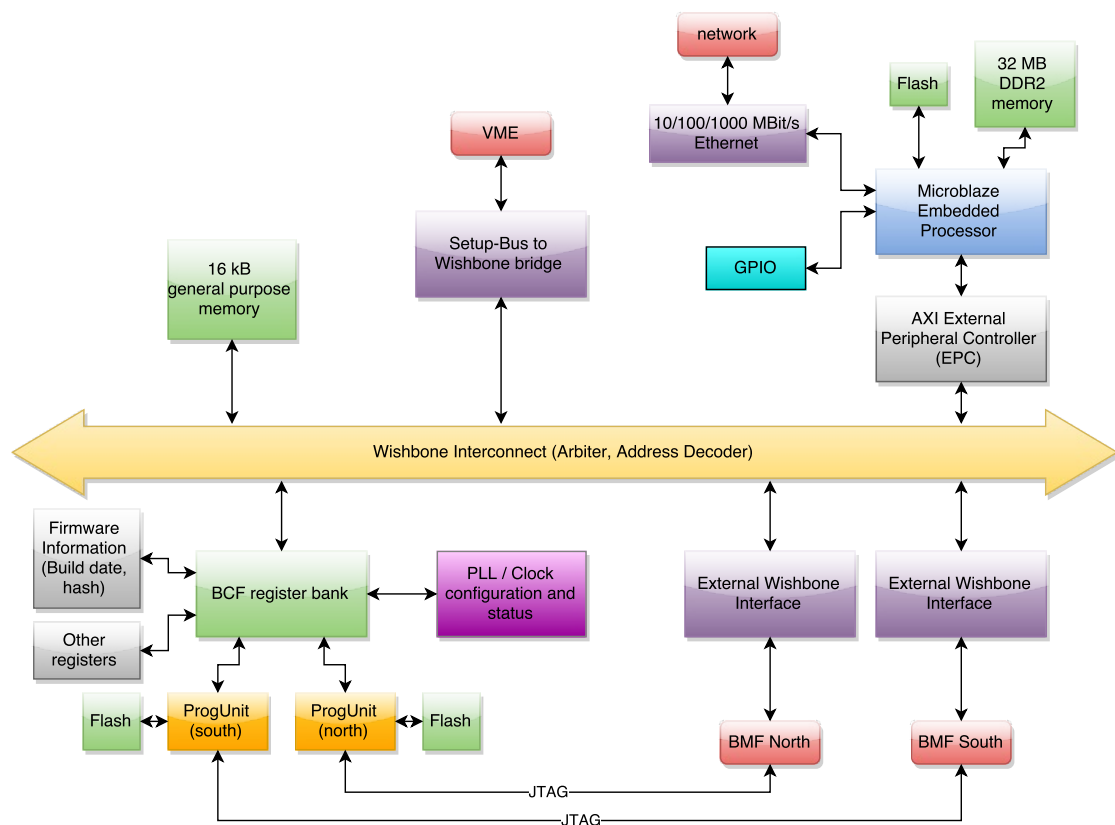 network
32 MB
DDR2
memory
Flash
10/100/1000 MBit/s
Ethernet
VME
Microblaze
Embedded
Processor
Setup-Bus to
Wishbone bridge
16 kB
general purpose
memory
GPIO
AXI External
Peripheral Controller
(EPC)
Wishbone Interconnect (Arbiter, Address Decoder)
Firmware
Information
(Build date,
hash)
BCF register bank
PLL / Clock
configuration and
status
External Wishbone
Interface
External Wishbone
Interface
Other
registers
Flash
ProgUnit
(south)
ProgUnit
(north)
Flash
BMF North
BMF South
JTAG
JTAG